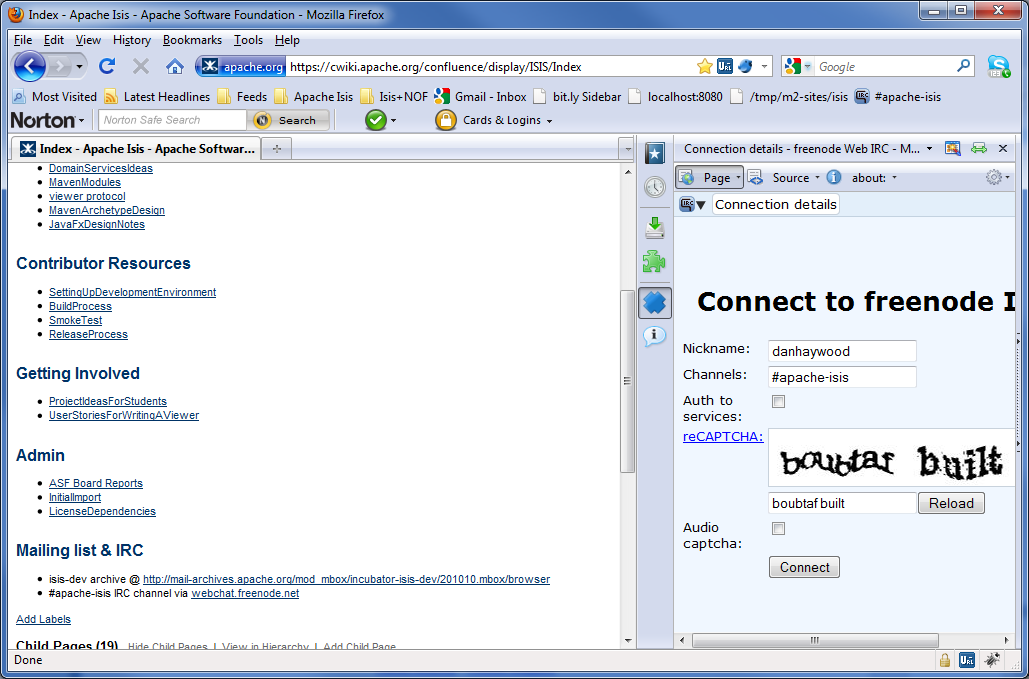 Index - Apache Isis - Apache Software Foundation - Mozilla Firefox
File Edit View History Bookmarks Tools Help
apache.org https://cwiki.apache.org/confluence/display/ISIS/Index URL Google 123
Most Visited Latest Headlines Feeds Apache Isis Isis+NOF Gmail - Inbox bit.ly Sidebar localhost:8080 /tmp/m2-sites/isis IRC #apache-isis
Norton Norton Safe Search Search Cards & Logins
Index - Apache Isis - Apache Softwar...
DomainServicesIdeas
MavenModules
viewer protocol
MavenArchetypeDesign
JavaFxDesignNotes
Contributor Resources
SettingUpDevelopmentEnvironment
BuildProcess
SmokeTest
ReleaseProcess
Getting Involved
ProjectIdeasForStudents
UserStoriesForWritingAViewer
Admin
ASF Board Reports
InitialImport
LicenseDependencies
Mailing list & IRC
isis-dev archive @ http://mail-archives.apache.org/mod_mbox/incubator-isis-dev/201010.mbox/browser
#apache-isis IRC channel via webchat.freenode.net
Add Labels
Child Pages (19) Hide Child Pages | View in Hierarchy | Add Child Page
Connection details - freenode Web IRC - M...
Page Source about:
IRC Connection details
Connect to freenode I
Nickname: danhaywood
Channels: #apache-isis
Auth to
services:
reCAPTCHA:
built
boubtaf built Reload
Audio
captcha:
Connect
Done URL